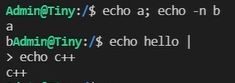 Admin@Tiny:/$ echo a; echo -n b
a
bAdmin@Tiny:/$ echo hello |
> echo c++
c++